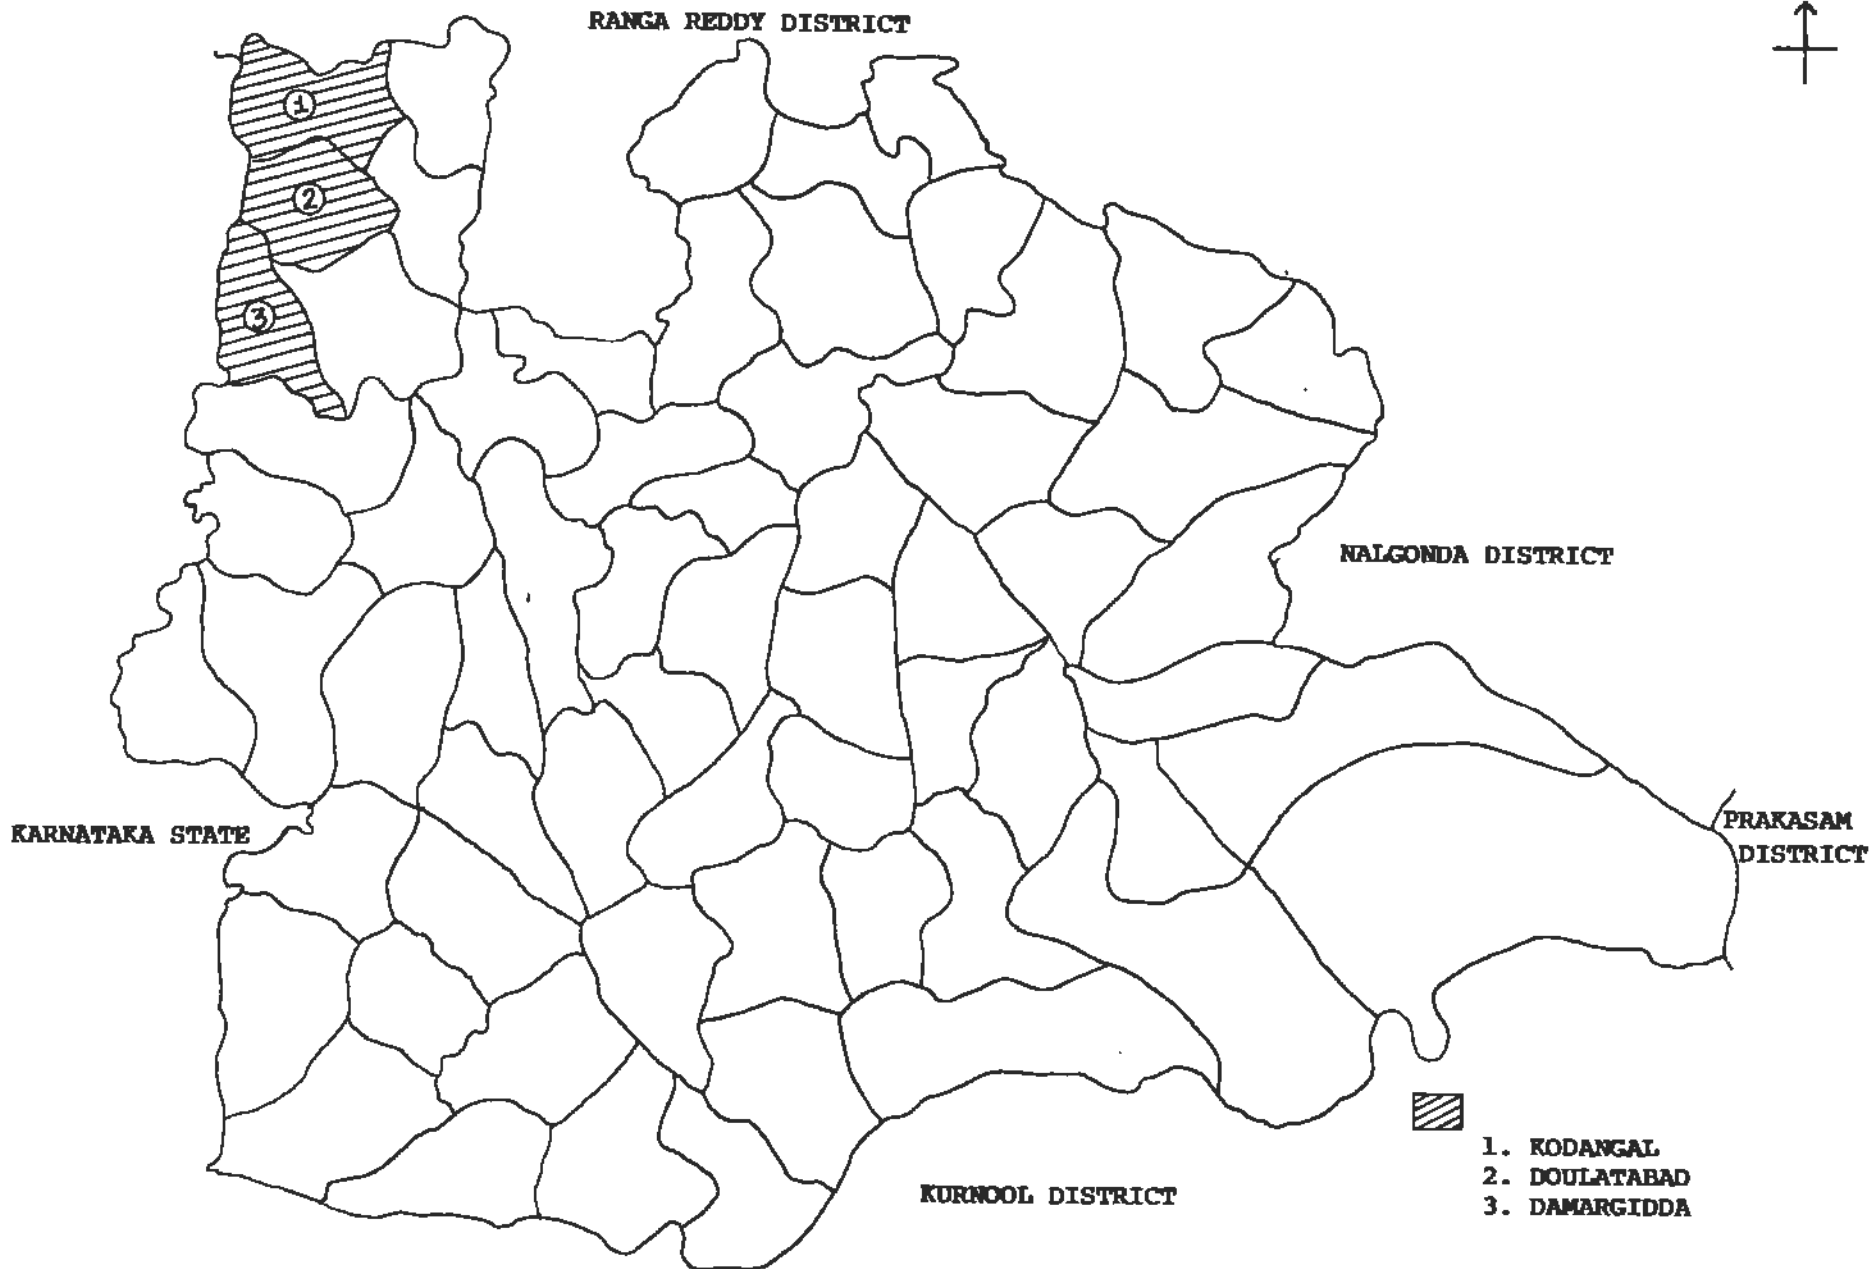 RANGA REDDY DISTRICT
1
2
3
NALGONDA DISTRICT
KARNATAKA STATE
PRAKASAM
DISTRICT
KURNOOL DISTRICT
1. KODANGAL
2. DOULATABAD
3. DAMARGIDDA